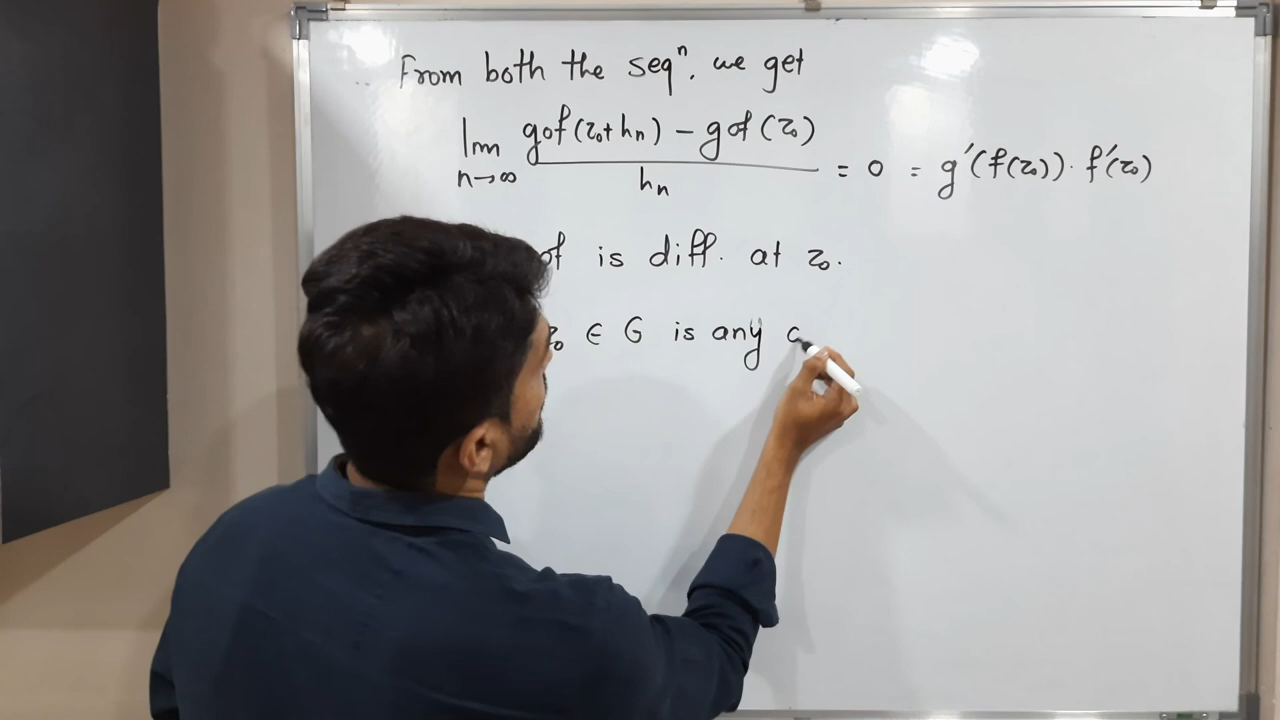 From both the seqⁿ. we get
lim n→∞ (gof(z₀+hₙ) − gof(z₀)) / hₙ = 0 = g′(f(z₀)). f′(z₀)
of is diff. at z₀.
z₀ ∈ G is any a